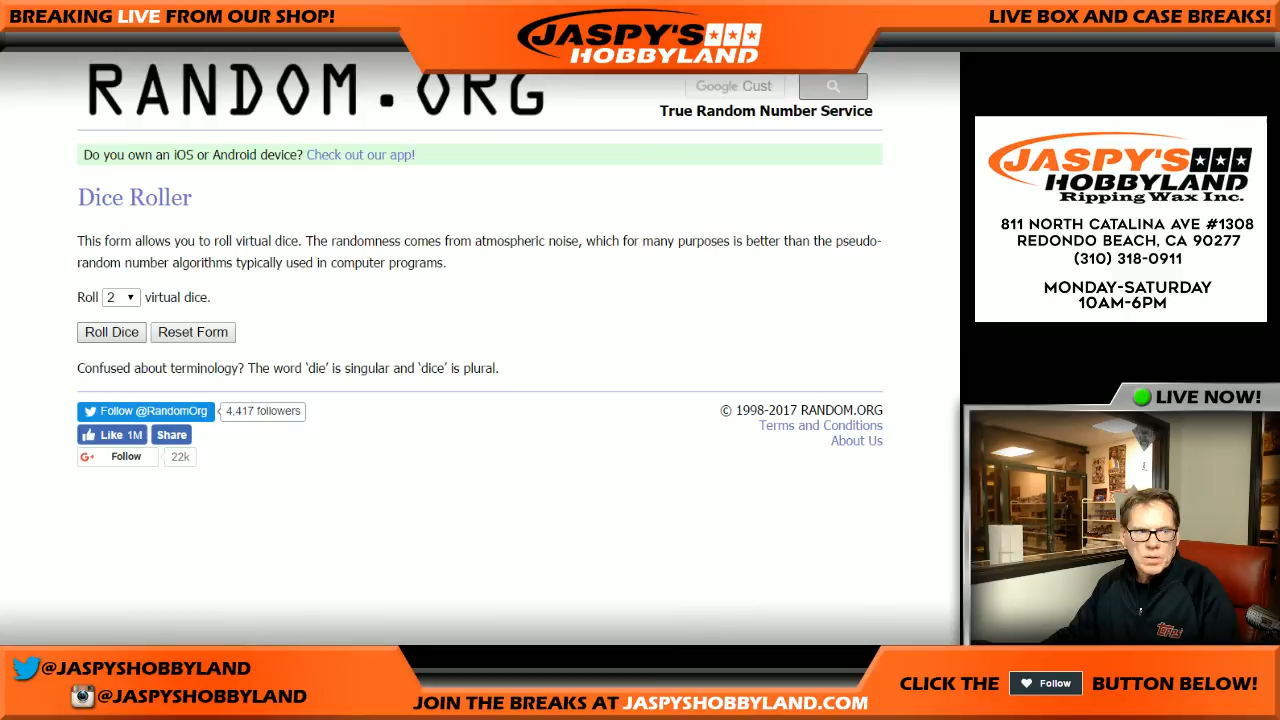 BREAKING LIVE FROM OUR SHOP!
JASPY'S
HOBBYLAND
LIVE BOX AND CASE BREAKS!
RANDOM.ORG
Google Cust
True Random Number Service
Do you own an iOS or Android device? Check out our app!
Dice Roller
This form allows you to roll virtual dice. The randomness comes from atmospheric noise, which for many purposes is better than the pseudo-
random number algorithms typically used in computer programs.
Roll 2 virtual dice.
Roll Dice Reset Form
Confused about terminology? The word ‘die’ is singular and ‘dice’ is plural.
Follow @RandomOrg 4,417 followers
Like 1M Share
G+ Follow 22k
© 1998-2017 RANDOM.ORG
Terms and Conditions
About Us
JASPY'S
HOBBYLAND
Ripping Wax Inc.
811 NORTH CATALINA AVE #1308
REDONDO BEACH, CA 90277
(310) 318-0911
MONDAY-SATURDAY
10AM-6PM
LIVE NOW!
Topps
@JASPYSHOBBYLAND
@JASPYSHOBBYLAND
JOIN THE BREAKS AT JASPYSHOBBYLAND.COM
CLICK THE Follow BUTTON BELOW!